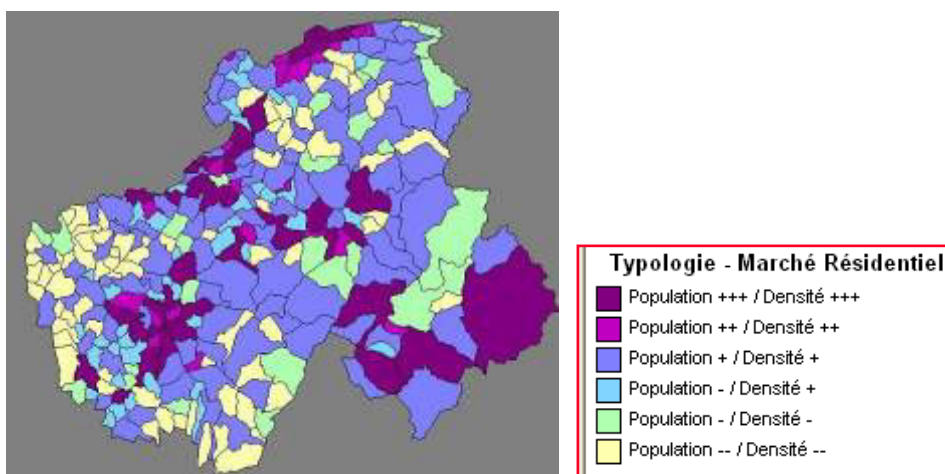 Typologie - Marché Résidentiel
Population +++ / Densité +++
Population ++ / Densité ++
Population + / Densité +
Population - / Densité +
Population - / Densité -
Population -- / Densité --